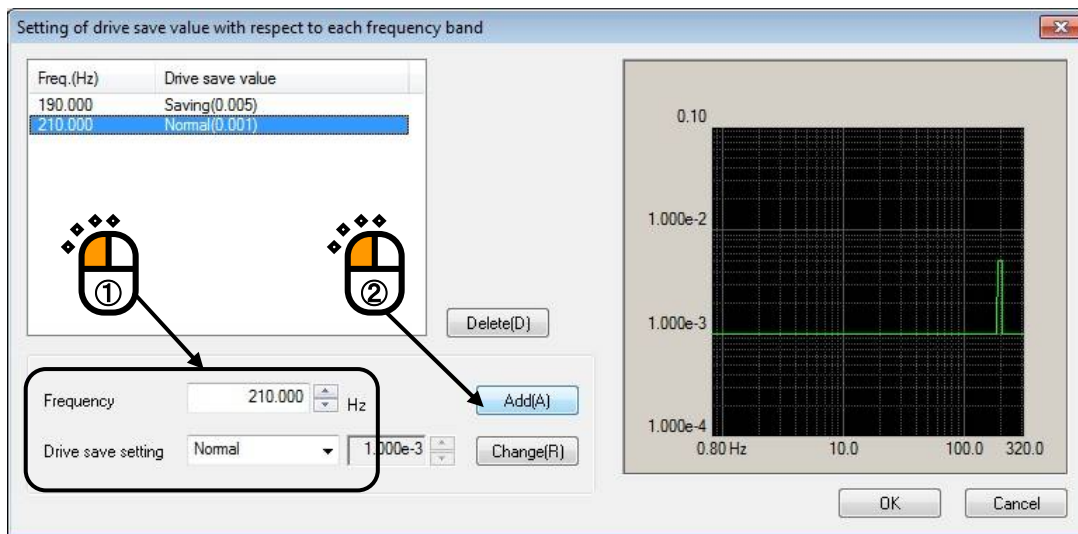 Setting of drive save value with respect to each frequency band
Freq.(Hz) Drive save value
190.000 Saving(0.005)
210.000 Normal(0.001)
① ②
Delete(D)
Frequency 210.000 Hz Add(A)
Drive save setting Normal 1.000e-3 Change(R)
0.10
1.000e-2
1.000e-3
1.000e-4
0.80 Hz 10.0 100.0 320.0
OK Cancel